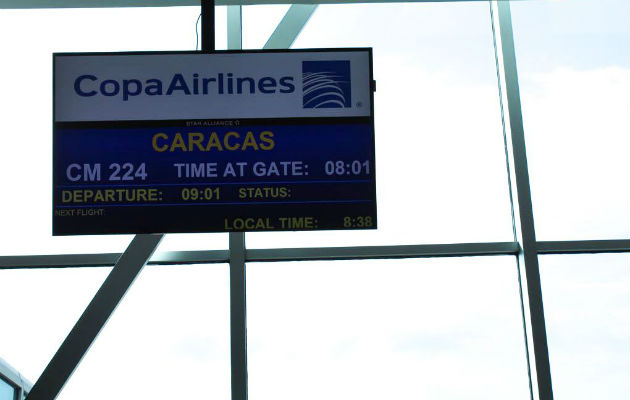 CopaAirlines
®
STAR ALLIANCE
CARACAS
CM 224 TIME AT GATE: 08:01
DEPARTURE: 09:01 STATUS:
NEXT FLIGHT:
LOCAL TIME: 8:38